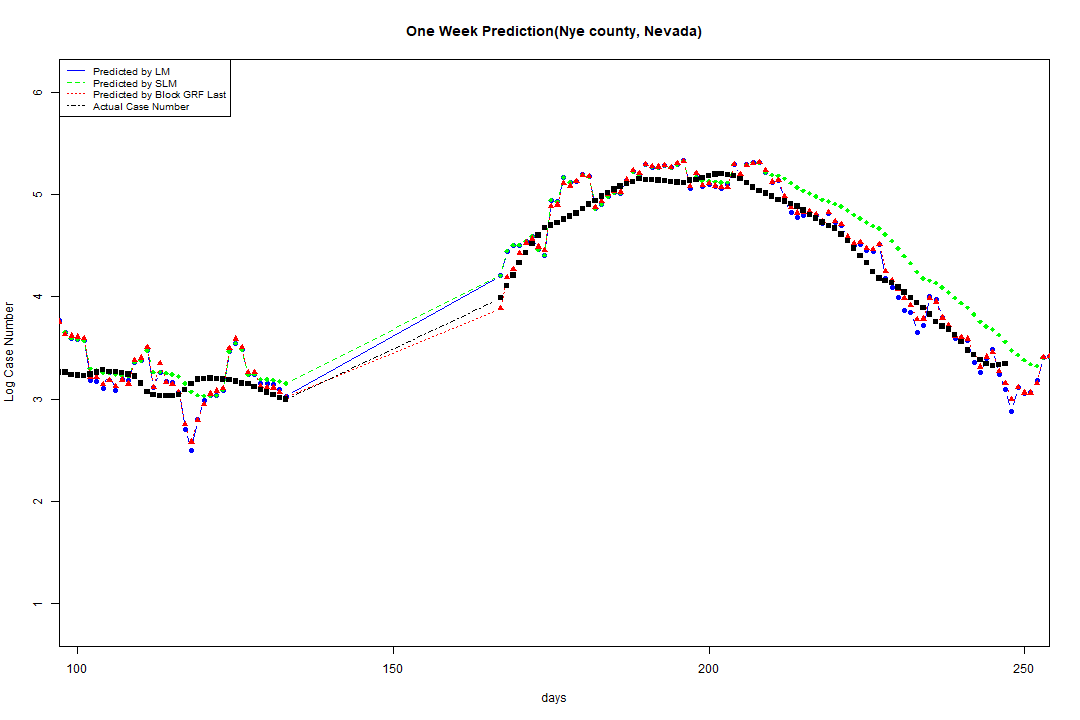 One Week Prediction(Nye county, Nevada)
Predicted by LM
Predicted by SLM
Predicted by Block GRF Last
Actual Case Number
Log Case Number
6
5
4
3
2
1
100 150 200 250
days